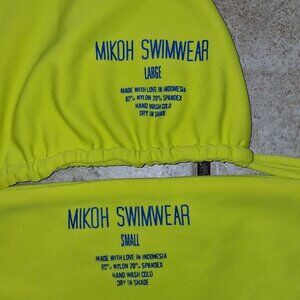 MIKOH SWIMWEAR
LARGE
MADE WITH LOVE IN INDONESIA
80% NYLON 20% SPANDEX
HAND WASH COLD
DRY IN SHADE
MIKOH SWIMWEAR
SMALL
MADE WITH LOVE IN INDONESIA
80% NYLON 20% SPANDEX
HAND WASH COLD
DRY IN SHADE